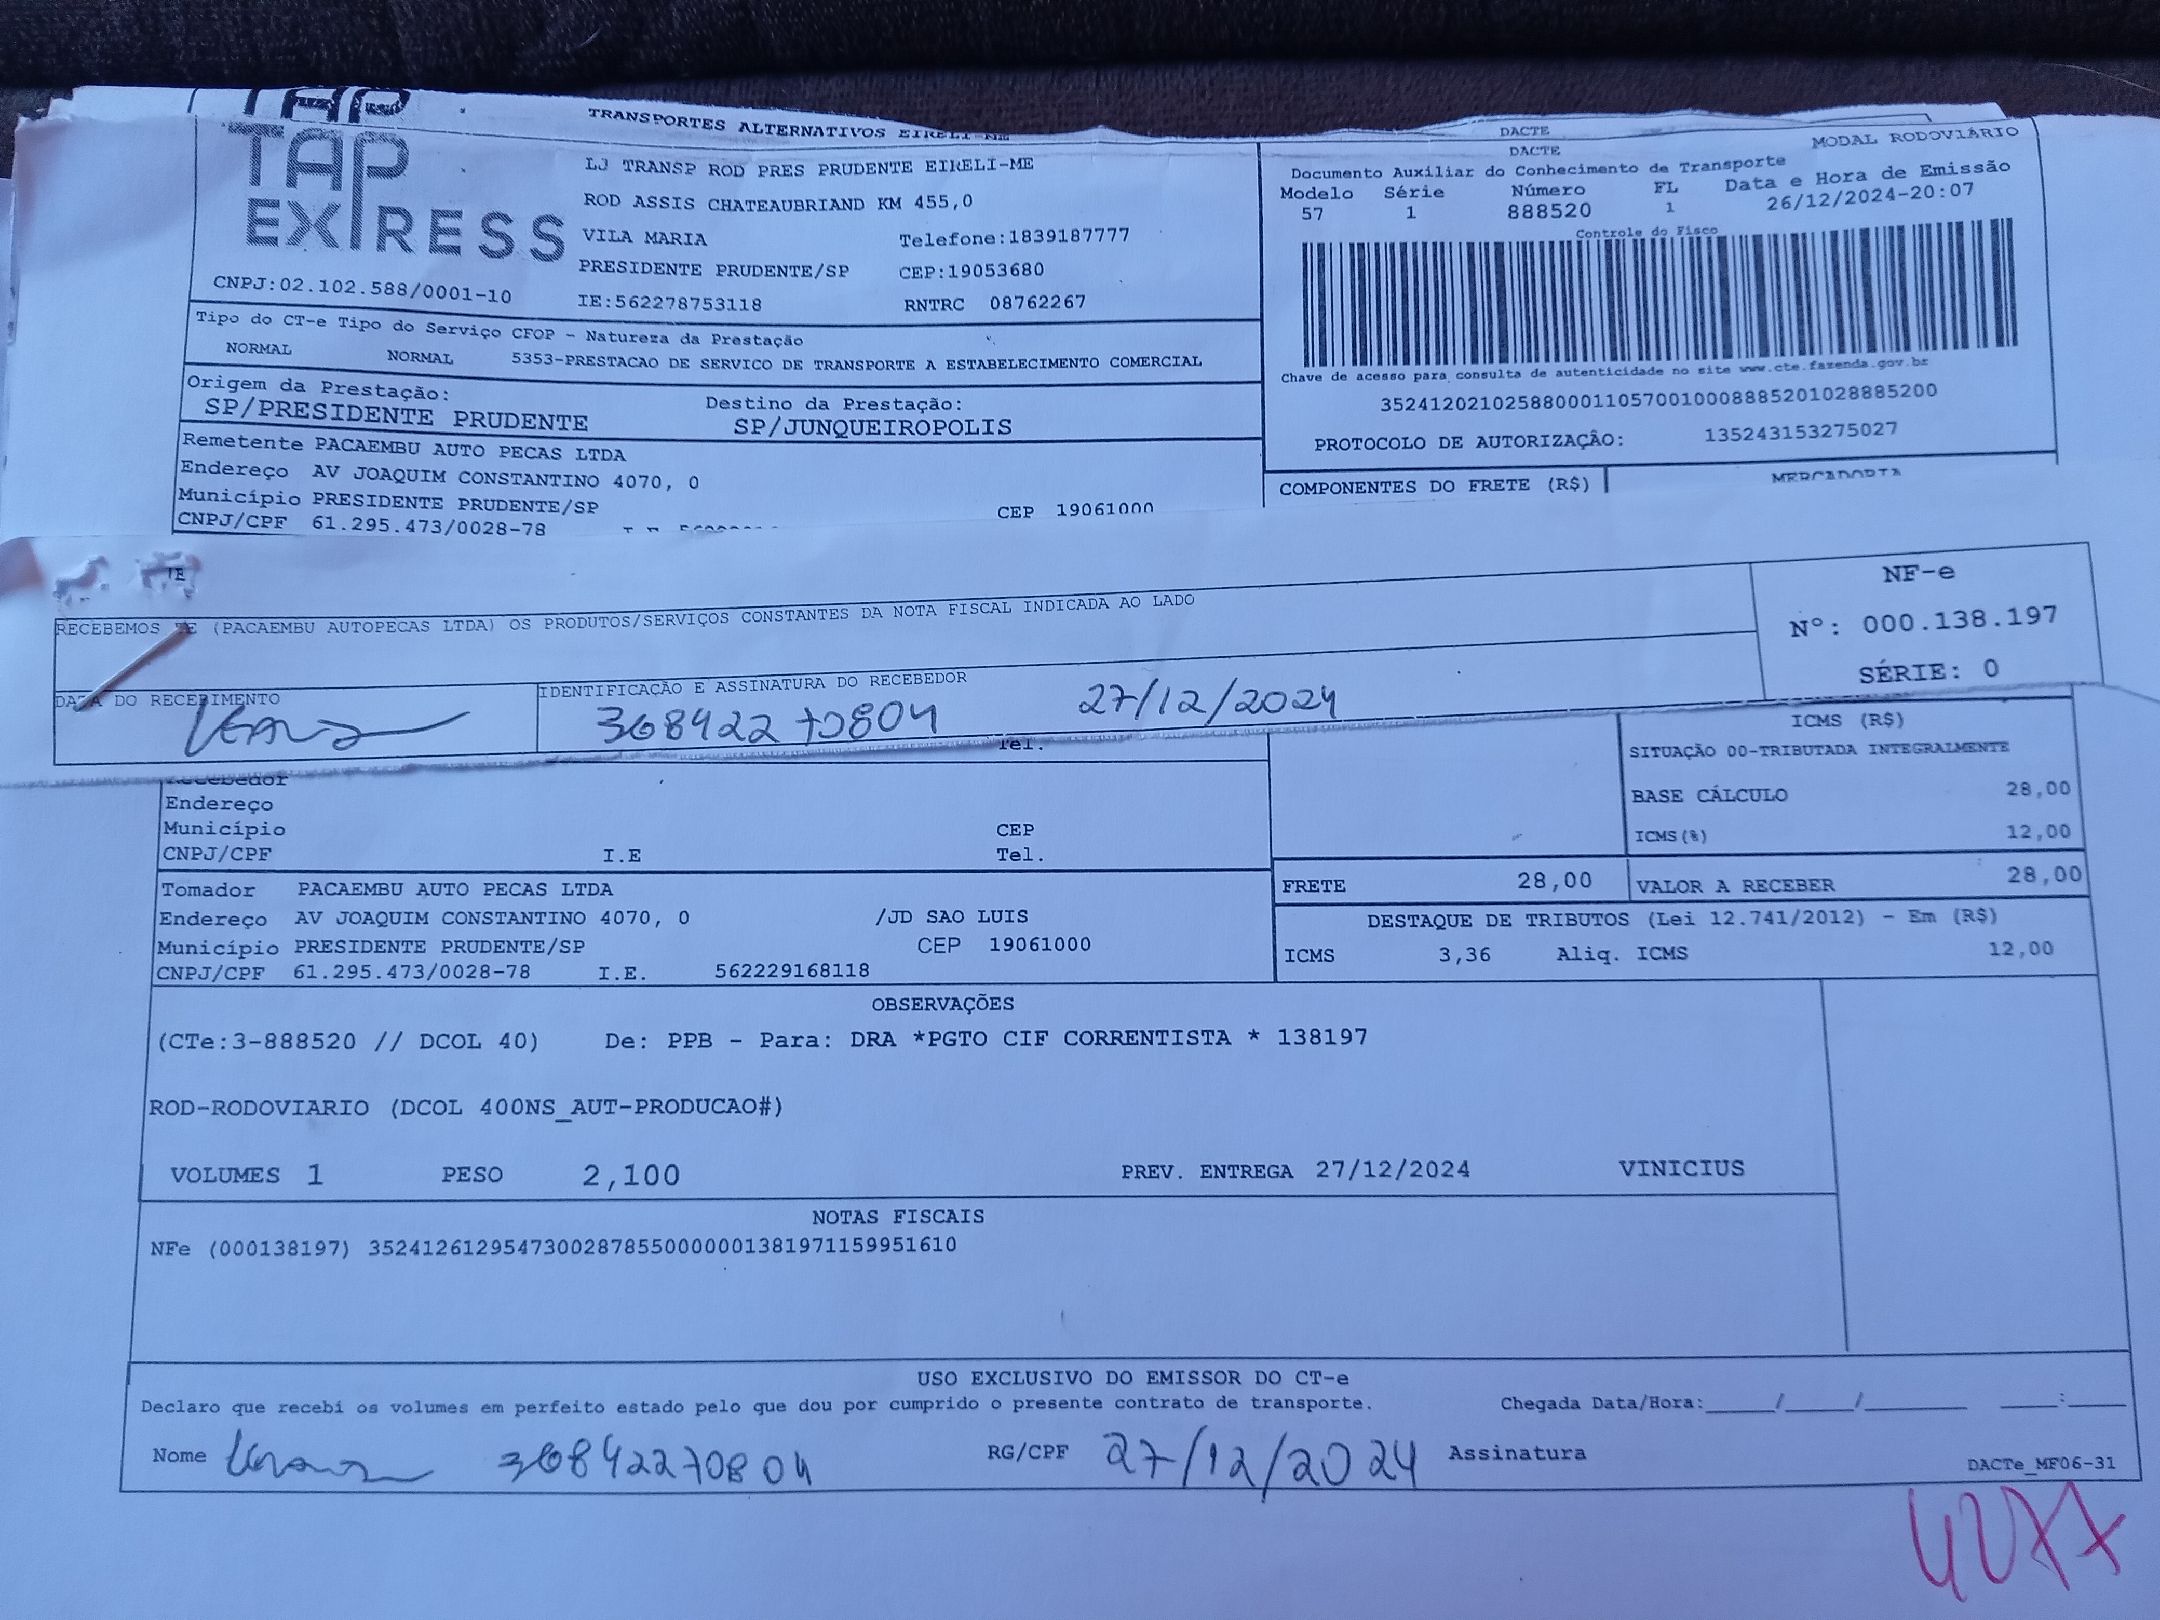 TAP
TAP
EXPRESS
TRANSPORTES ALTERNATIVOS EIRELI-ME
LJ TRANSP ROD PRES PRUDENTE EIRELI-ME
ROD ASSIS CHATEAUBRIAND KM 455,0
VILA MARIA Telefone:1839187777
PRESIDENTE PRUDENTE/SP CEP:19053680
CNPJ:02.102.588/0001-10 IE:562278753118 RNTRC 08762267
DACTE
DACTE MODAL RODOVIÁRIO
Documento Auxiliar do Conhecimento de Transporte
Modelo Série Número FL Data e Hora de Emissão
57 1 888520 1 26/12/2024-20:07
Controle do Fisco
Chave de acesso para consulta de autenticidade no site www.cte.fazenda.gov.br
35241202102588000110570010008885201028885200
PROTOCOLO DE AUTORIZAÇÃO: 135243153275027
Tipo do CT-e Tipo do Serviço CFOP - Natureza da Prestação
NORMAL NORMAL 5353-PRESTACAO DE SERVICO DE TRANSPORTE A ESTABELECIMENTO COMERCIAL
Origem da Prestação: Destino da Prestação:
SP/PRESIDENTE PRUDENTE SP/JUNQUEIROPOLIS
Remetente PACAEMBU AUTO PECAS LTDA
Endereço AV JOAQUIM CONSTANTINO 4070, 0
Município PRESIDENTE PRUDENTE/SP CEP 19061000
CNPJ/CPF 61.295.473/0028-78
COMPONENTES DO FRETE (R$) MERCADORIA
RECEBEMOS DE (PACAEMBU AUTOPECAS LTDA) OS PRODUTOS/SERVIÇOS CONSTANTES DA NOTA FISCAL INDICADA AO LADO
NF-e
Nº: 000.138.197
SÉRIE: 0
DATA DO RECEBIMENTO IDENTIFICAÇÃO E ASSINATURA DO RECEBEDOR
36842270804 27/12/2024
Tel.
Recebedor
Endereço
Município CEP
CNPJ/CPF I.E Tel.
ICMS (R$)
SITUAÇÃO 00-TRIBUTADA INTEGRALMENTE
BASE CÁLCULO 28,00
ICMS(%) 12,00
FRETE 28,00 VALOR A RECEBER 28,00
DESTAQUE DE TRIBUTOS (Lei 12.741/2012) - Em (R$)
ICMS 3,36 Aliq. ICMS 12,00
Tomador PACAEMBU AUTO PECAS LTDA
Endereço AV JOAQUIM CONSTANTINO 4070, 0 /JD SAO LUIS
Município PRESIDENTE PRUDENTE/SP CEP 19061000
CNPJ/CPF 61.295.473/0028-78 I.E. 562229168118
OBSERVAÇÕES
(CTe:3-888520 // DCOL 40) De: PPB - Para: DRA *PGTO CIF CORRENTISTA * 138197
ROD-RODOVIARIO (DCOL 400NS_AUT-PRODUCAO#)
VOLUMES 1 PESO 2,100 PREV. ENTREGA 27/12/2024 VINICIUS
NOTAS FISCAIS
NFe (000138197) 35241261295473002878550000001381971159951610
USO EXCLUSIVO DO EMISSOR DO CT-e
Declaro que recebi os volumes em perfeito estado pelo que dou por cumprido o presente contrato de transporte. Chegada Data/Hora:_____/_____/_______ ____:____
Nome 36842270804 RG/CPF 27/12/2024 Assinatura
DACTe_MF06-31
4277